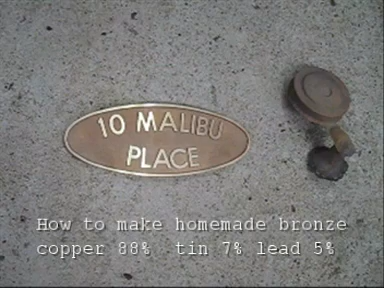 10 MALIBU
PLACE
How to make homemade bronze
copper 88% tin 7% lead 5%